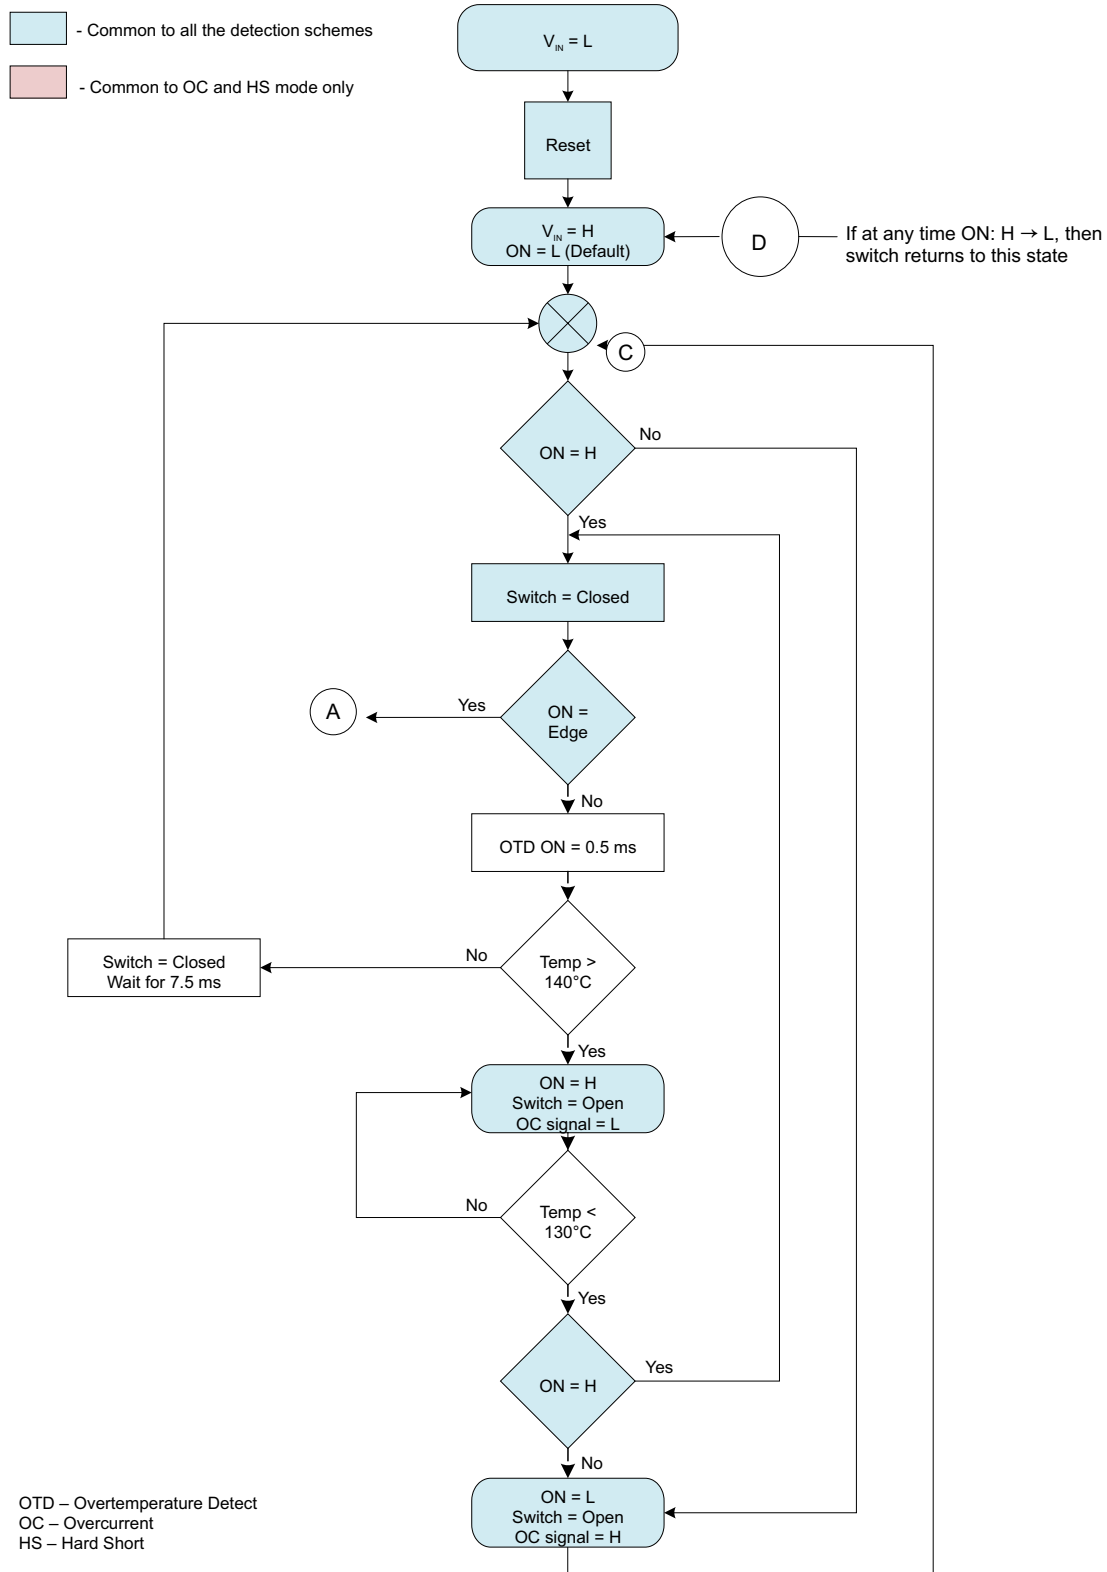 - Common to all the detection schemes
- Common to OC and HS mode only
VIN = L
Reset
VIN = H
ON = L (Default)
D
If at any time ON: H → L, then
switch returns to this state
C
ON = H
No
Yes
Switch = Closed
A
Yes
ON =
Edge
No
OTD ON = 0.5 ms
Switch = Closed
Wait for 7.5 ms
No
Temp >
140°C
Yes
ON = H
Switch = Open
OC signal = L
No
Temp <
130°C
Yes
ON = H
Yes
No
ON = L
Switch = Open
OC signal = H
OTD – Overtemperature Detect
OC – Overcurrent
HS – Hard Short